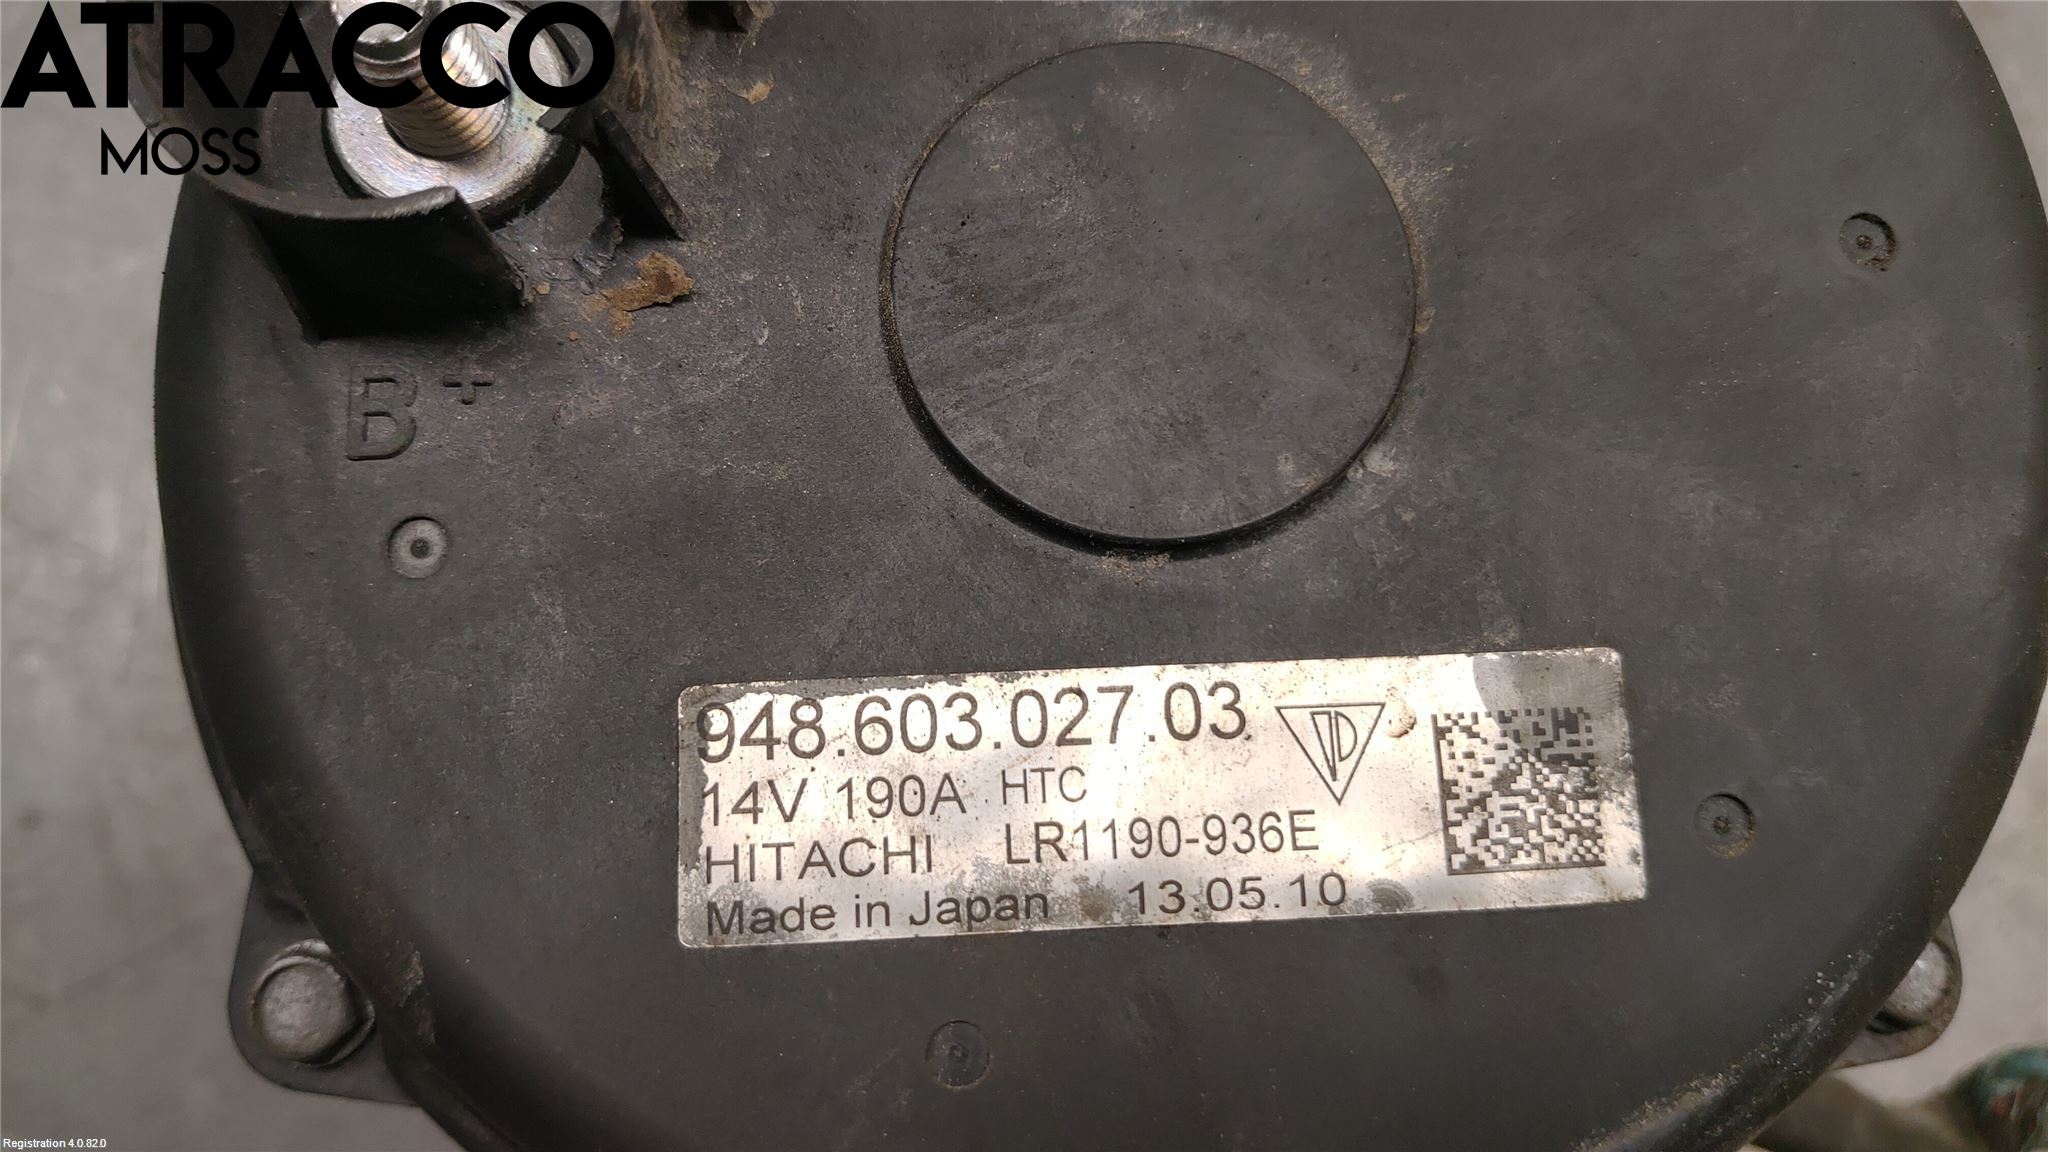 ATRACCO
MOSS
B+
948.603.027.03
14V 190A HTC
HITACHI LR1190-936E
Made in Japan 13.05.10
Registration 4.0.82.0